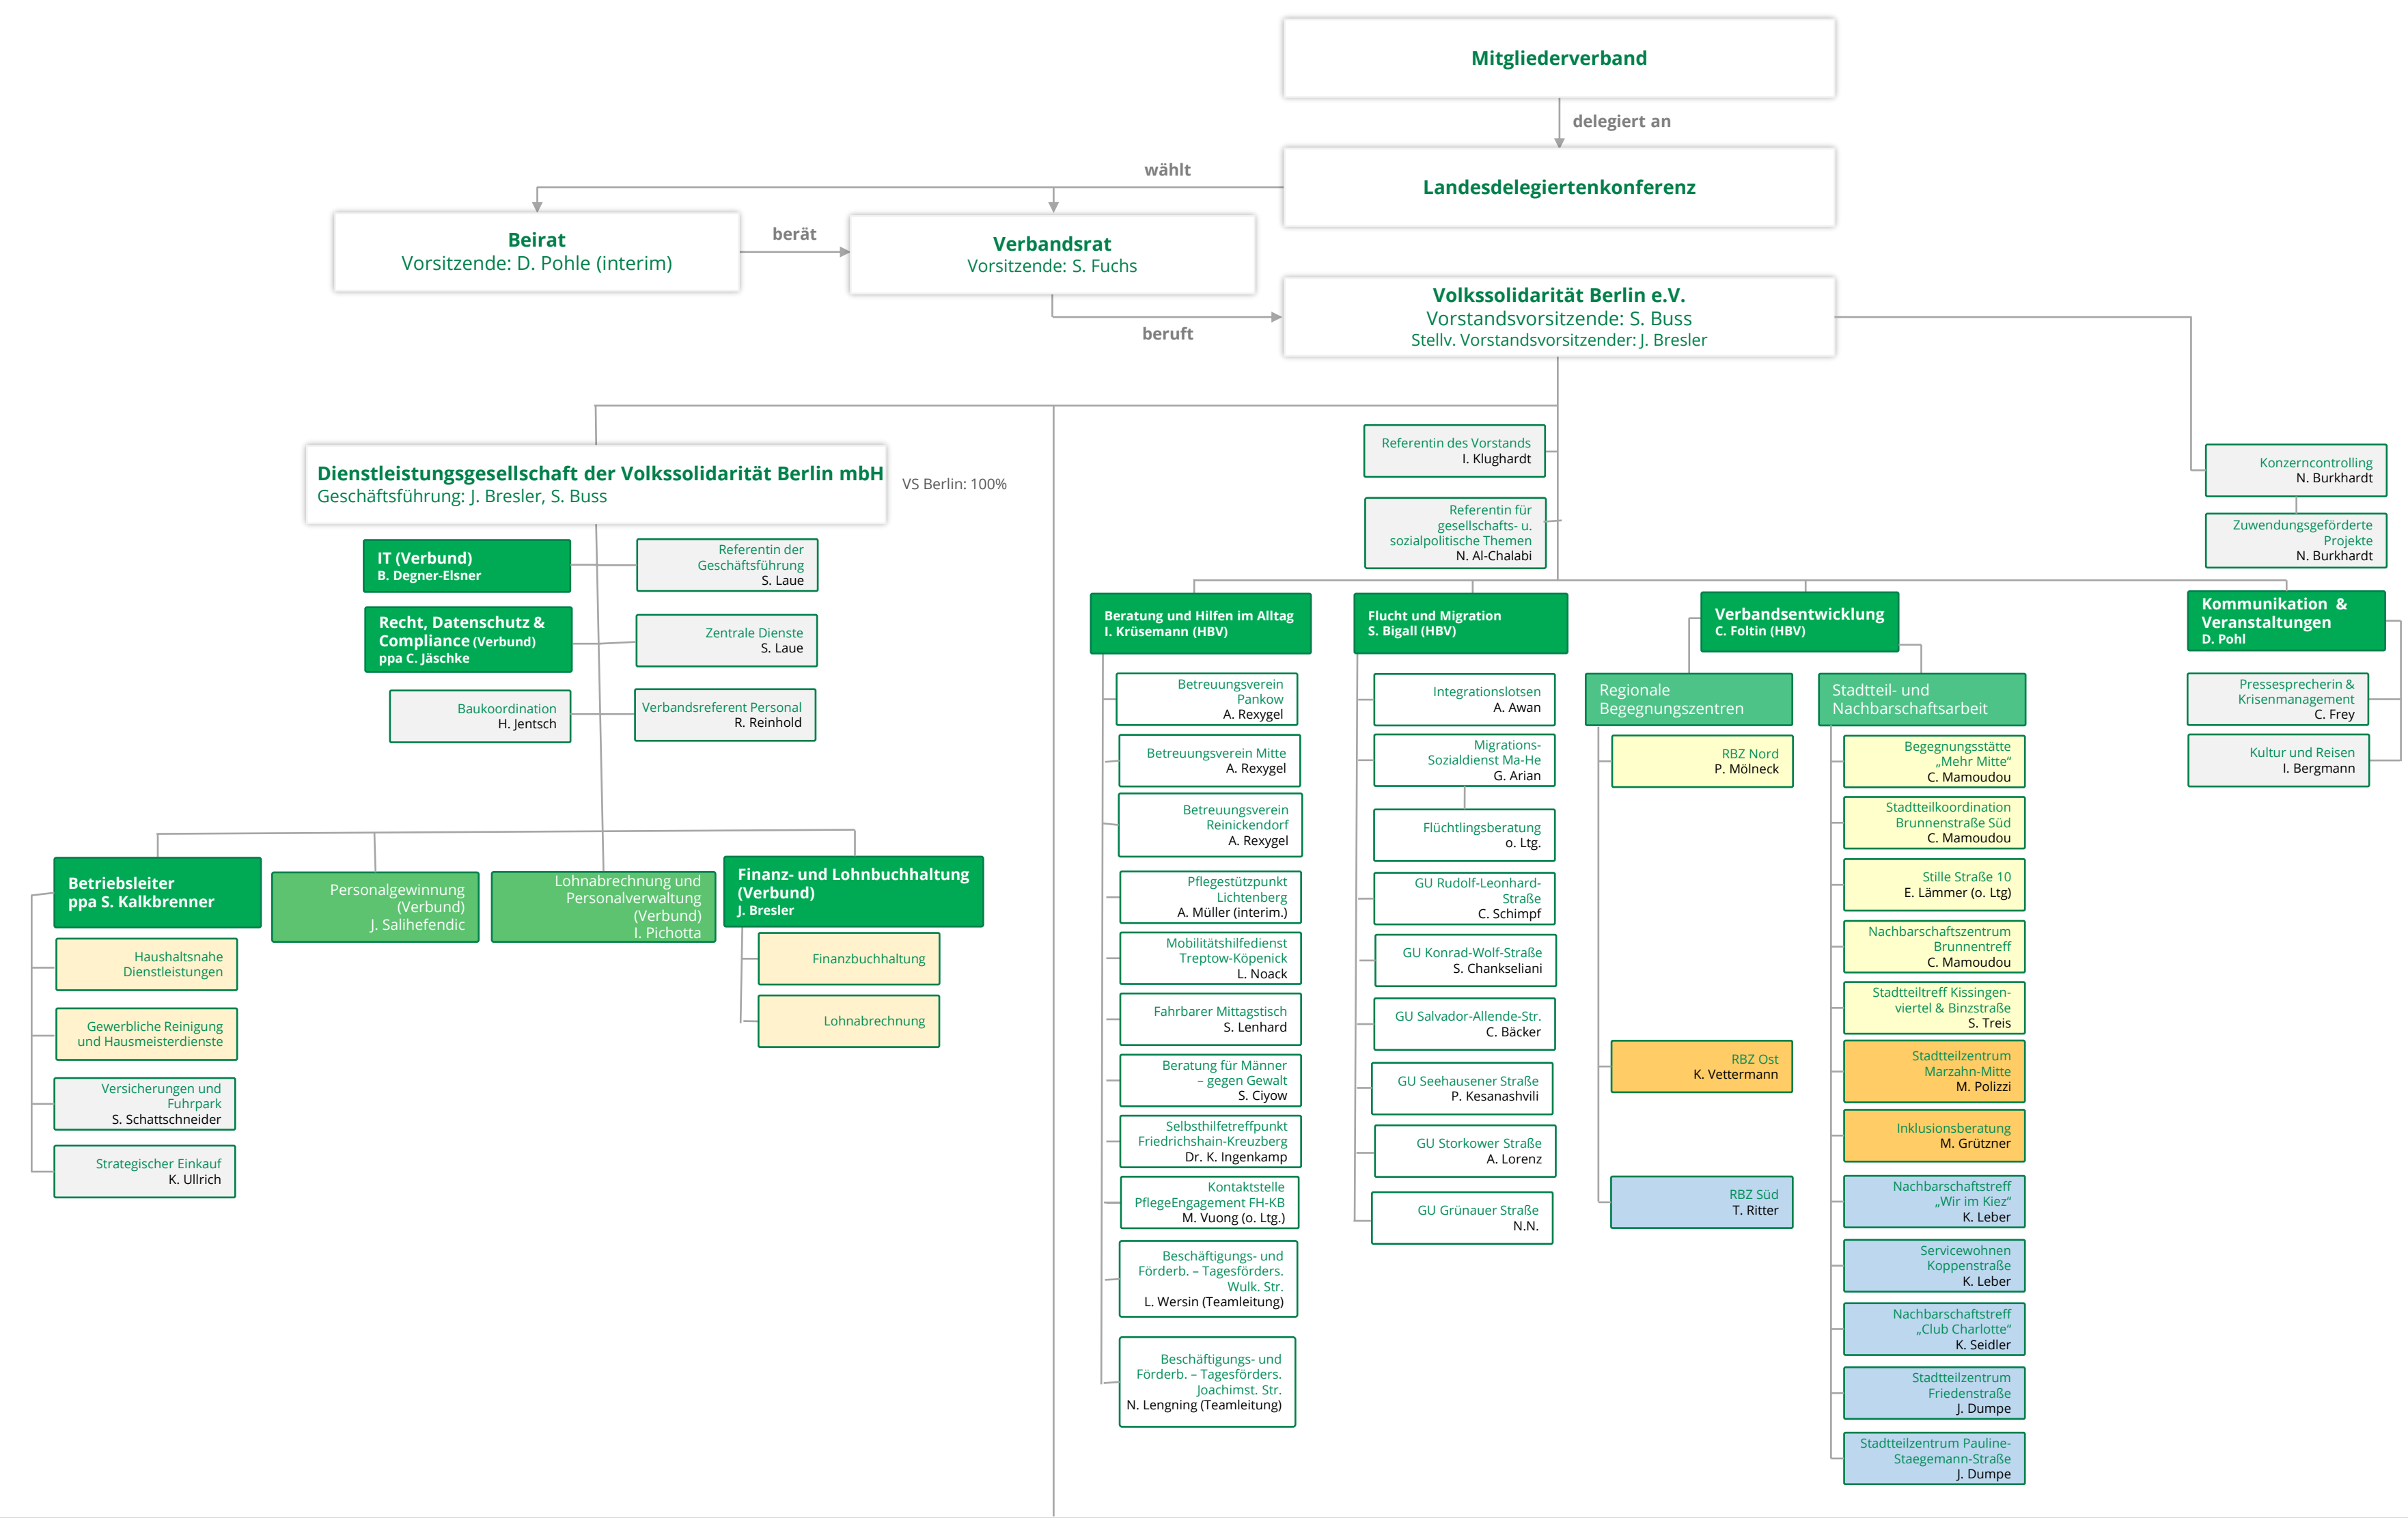 Mitgliederverband
delegiert an
wählt
Landesdelegiertenkonferenz
Beirat
Vorsitzende: D. Pohle (interim)
berät
Verbandsrat
Vorsitzende: S. Fuchs
beruft
Volkssolidarität Berlin e.V.
Vorstandsvorsitzende: S. Buss
Stellv. Vorstandsvorsitzender: J. Bresler
Dienstleistungsgesellschaft der Volkssolidarität Berlin mbH
Geschäftsführung: J. Bresler, S. Buss
VS Berlin: 100%
Referentin des Vorstands
I. Klughardt
Referentin für
gesellschafts- u.
sozialpolitische Themen
N. Al-Chalabi
Konzerncontrolling
N. Burkhardt
Zuwendungsgeförderte
Projekte
N. Burkhardt
IT (Verbund)
B. Degner-Elsner
Referentin der
Geschäftsführung
S. Laue
Recht, Datenschutz &
Compliance (Verbund)
ppa C. Jäschke
Zentrale Dienste
S. Laue
Baukoordination
H. Jentsch
Verbandsreferent Personal
R. Reinhold
Betriebsleiter
ppa S. Kalkbrenner
Haushaltsnahe
Dienstleistungen
Gewerbliche Reinigung
und Hausmeisterdienste
Versicherungen und
Fuhrpark
S. Schattschneider
Strategischer Einkauf
K. Ullrich
Personalgewinnung
(Verbund)
J. Salihefendic
Lohnabrechnung und
Personalverwaltung
(Verbund)
I. Pichotta
Finanz- und Lohnbuchhaltung
(Verbund)
J. Bresler
Finanzbuchhaltung
Lohnabrechnung
Beratung und Hilfen im Alltag
I. Krüsemann (HBV)
Betreuungsverein
Pankow
A. Rexygel
Betreuungsverein Mitte
A. Rexygel
Betreuungsverein
Reinickendorf
A. Rexygel
Pflegestützpunkt
Lichtenberg
A. Müller (interim.)
Mobilitätshilfedienst
Treptow-Köpenick
L. Noack
Fahrbarer Mittagstisch
S. Lenhard
Beratung für Männer
– gegen Gewalt
S. Ciyow
Selbsthilfetreffpunkt
Friedrichshain-Kreuzberg
Dr. K. Ingenkamp
Kontaktstelle
PflegeEngagement FH-KB
M. Vuong (o. Ltg.)
Beschäftigungs- und
Förderb. – Tagesförders.
Wulk. Str.
L. Wersin (Teamleitung)
Beschäftigungs- und
Förderb. – Tagesförders.
Joachimst. Str.
N. Lengning (Teamleitung)
Flucht und Migration
S. Bigall (HBV)
Integrationslotsen
A. Awan
Migrations-
Sozialdienst Ma-He
G. Arian
Flüchtlingsberatung
o. Ltg.
GU Rudolf-Leonhard-
Straße
C. Schimpf
GU Konrad-Wolf-Straße
S. Chankseliani
GU Salvador-Allende-Str.
C. Bäcker
GU Seehausener Straße
P. Kesanashvili
GU Storkower Straße
A. Lorenz
GU Grünauer Straße
N.N.
Verbandsentwicklung
C. Foltin (HBV)
Regionale
Begegnungszentren
RBZ Nord
P. Mölneck
RBZ Ost
K. Vettermann
RBZ Süd
T. Ritter
Stadtteil- und
Nachbarschaftsarbeit
Begegnungsstätte
„Mehr Mitte“
C. Mamoudou
Stadtteilkoordination
Brunnenstraße Süd
C. Mamoudou
Stille Straße 10
E. Lämmer (o. Ltg)
Nachbarschaftszentrum
Brunnentreff
C. Mamoudou
Stadtteiltreff Kissingen-
viertel & Binzstraße
S. Treis
Stadtteilzentrum
Marzahn-Mitte
M. Polizzi
Inklusionsberatung
M. Grützner
Nachbarschaftstreff
„Wir im Kiez“
K. Leber
Servicewohnen
Koppenstraße
K. Leber
Nachbarschaftstreff
„Club Charlotte“
K. Seidler
Stadtteilzentrum
Friedenstraße
J. Dumpe
Stadtteilzentrum Pauline-
Staegemann-Straße
J. Dumpe
Kommunikation &
Veranstaltungen
D. Pohl
Pressesprecherin &
Krisenmanagement
C. Frey
Kultur und Reisen
I. Bergmann